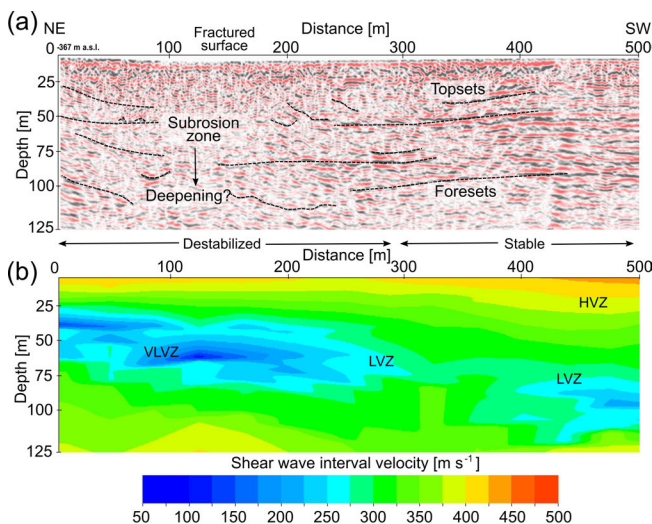 (a) NE Fractured surface Distance [m] SW
0 -367 m a.s.l. 100 200 300 400 500
Depth [m]
25
50
75
100
125
Topsets
Subrosion zone
Deepening?
Foresets
Destabilized Distance [m] Stable
(b) 0 100 200 300 400 500
Depth [m]
25
50
75
100
125
HVZ
VLVZ LVZ LVZ
Shear wave interval velocity [m s⁻¹]
50 100 150 200 250 300 350 400 450 500